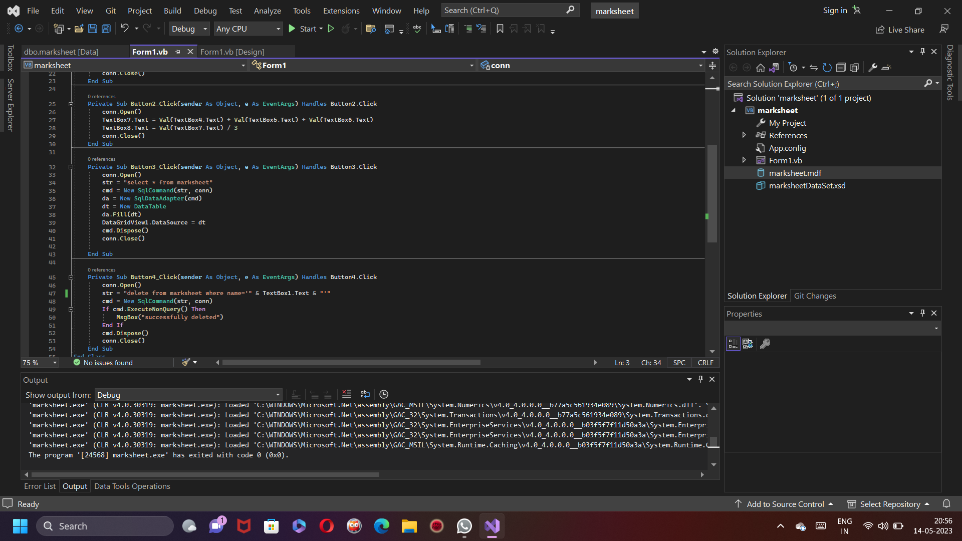 File Edit View Git Project Build Debug Test Analyze Tools Extensions Window Help Search (Ctrl+Q) marksheet Sign in
Debug Any CPU Start Live Share
dbo.marksheet [Data] Form1.vb Form1.vb [Design]
marksheet Form1 conn
22 conn.Close()
23 End Sub
24
0 references
25 Private Sub Button2_Click(sender As Object, e As EventArgs) Handles Button2.Click
26 conn.Open()
27 TextBox7.Text = Val(TextBox4.Text) + Val(TextBox5.Text) + Val(TextBox6.Text)
28 TextBox8.Text = Val(TextBox7.Text) / 3
29 conn.Close()
30 End Sub
31
0 references
32 Private Sub Button3_Click(sender As Object, e As EventArgs) Handles Button3.Click
33 conn.Open()
34 str = "select * from marksheet"
35 cmd = New SqlCommand(str, conn)
36 da = New SqlDataAdapter(cmd)
37 dt = New DataTable
38 da.Fill(dt)
39 DataGridView1.DataSource = dt
40 cmd.Dispose()
41 conn.Close()
42
43 End Sub
44
0 references
45 Private Sub Button4_Click(sender As Object, e As EventArgs) Handles Button4.Click
46 conn.Open()
47 str = "delete from marksheet where name='" & TextBox1.Text & "'"
48 cmd = New SqlCommand(str, conn)
49 If cmd.ExecuteNonQuery() Then
50 MsgBox("successfully deleted")
51 End If
52 cmd.Dispose()
53 conn.Close()
54 End Sub
55 End Class
75 % No issues found Ln: 3 Ch: 34 SPC CRLF
Output
Show output from: Debug
'marksheet.exe' (CLR v4.0.30319: marksheet.exe): Loaded 'C:\WINDOWS\Microsoft.Net\assembly\GAC_MSIL\System.Numerics\v4.0_4.0.0.0__b77a5c561934e089\System.Numerics.dll'.
'marksheet.exe' (CLR v4.0.30319: marksheet.exe): Loaded 'C:\WINDOWS\Microsoft.Net\assembly\GAC_32\System.Transactions\v4.0_4.0.0.0__b77a5c561934e089\System.Transactions.
'marksheet.exe' (CLR v4.0.30319: marksheet.exe): Loaded 'C:\WINDOWS\Microsoft.Net\assembly\GAC_32\System.EnterpriseServices\v4.0_4.0.0.0__b03f5f7f11d50a3a\System.Enterp
'marksheet.exe' (CLR v4.0.30319: marksheet.exe): Loaded 'C:\WINDOWS\Microsoft.Net\assembly\GAC_32\System.EnterpriseServices\v4.0_4.0.0.0__b03f5f7f11d50a3a\System.Enterp
'marksheet.exe' (CLR v4.0.30319: marksheet.exe): Loaded 'C:\WINDOWS\Microsoft.Net\assembly\GAC_MSIL\System.Runtime.Caching\v4.0_4.0.0.0__b03f5f7f11d50a3a\System.Runtime.
The program '[24568] marksheet.exe' has exited with code 0 (0x0).
Error List Output Data Tools Operations
Toolbox
Server Explorer
Solution Explorer
Search Solution Explorer (Ctrl+;)
Solution 'marksheet' (1 of 1 project)
marksheet
My Project
References
App.config
Form1.vb
marksheet.mdf
marksheetDataSet.xsd
Solution Explorer Git Changes
Properties
Diagnostic Tools
Ready Add to Source Control Select Repository
Search
ENG
IN
20:56
14-05-2023